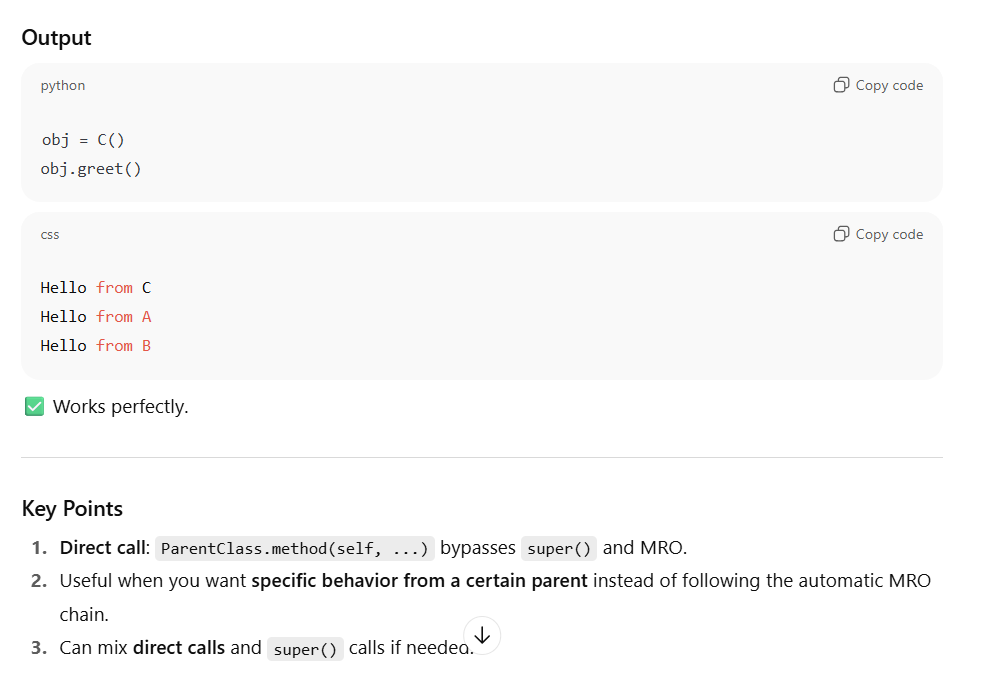 Output
python
Copy code
obj = C()
obj.greet()
css
Copy code
Hello from C
Hello from A
Hello from B
✅ Works perfectly.
Key Points
1. Direct call: ParentClass.method(self, ...) bypasses super() and MRO.
2. Useful when you want specific behavior from a certain parent instead of following the automatic MRO
chain.
3. Can mix direct calls and super() calls if needed.